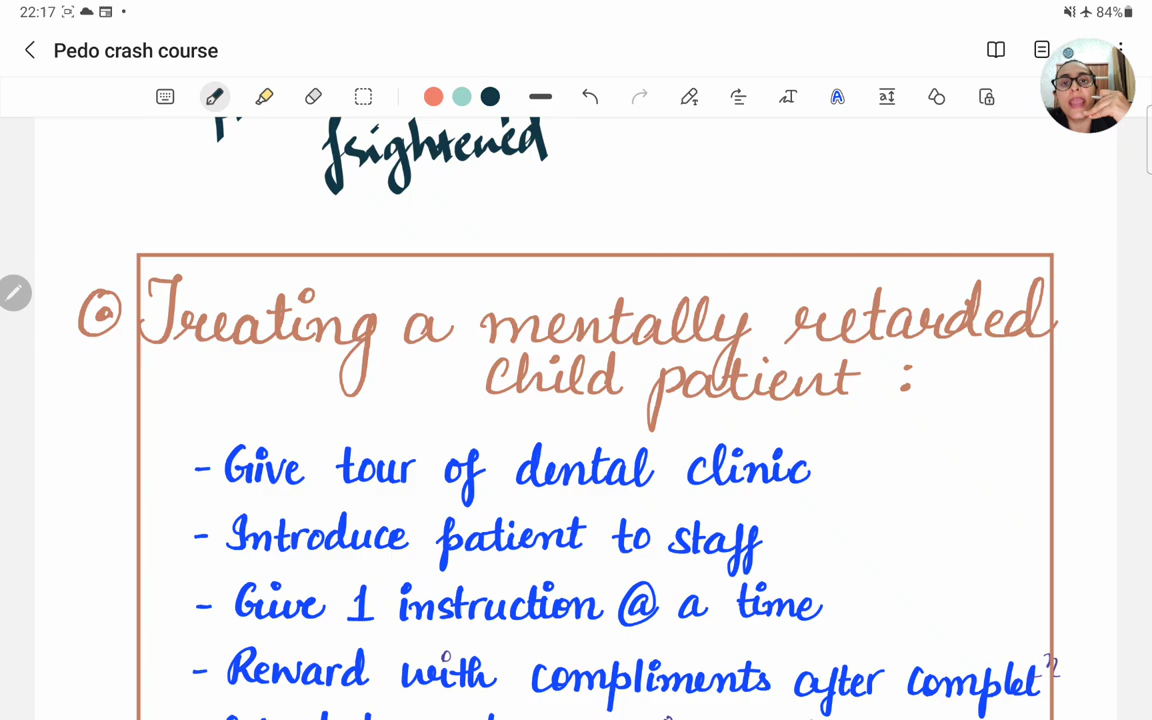 22:17
84%
Pedo crash course
frightened
Treating a mentally retarded
child patient :
- Give tour of dental clinic
- Introduce patient to staff
- Give 1 instruction @ a time
- Reward with compliments after complet^n